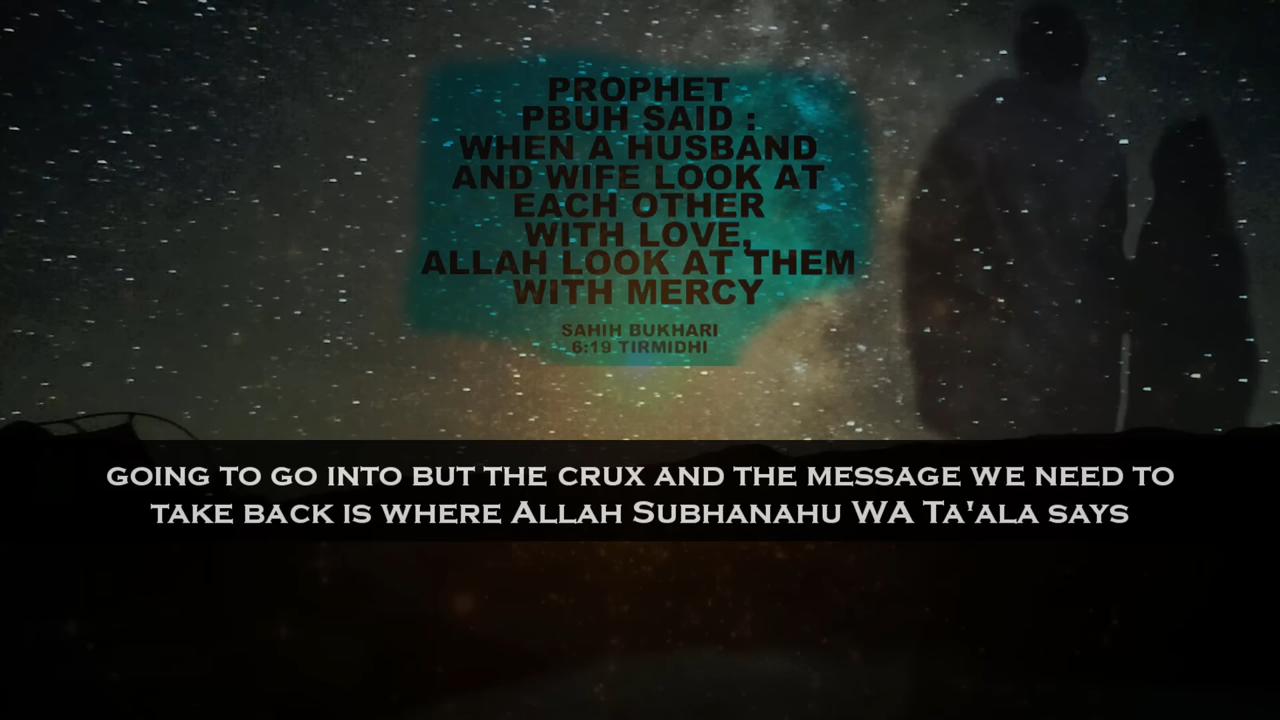 PROPHET
PBUH SAID :
WHEN A HUSBAND
AND WIFE LOOK AT
EACH OTHER
WITH LOVE,
ALLAH LOOK AT THEM
WITH MERCY
SAHIH BUKHARI
6:19 TIRMIDHI
GOING TO GO INTO BUT THE CRUX AND THE MESSAGE WE NEED TO
TAKE BACK IS WHERE ALLAH SUBHANAHU WA TA'ALA SAYS